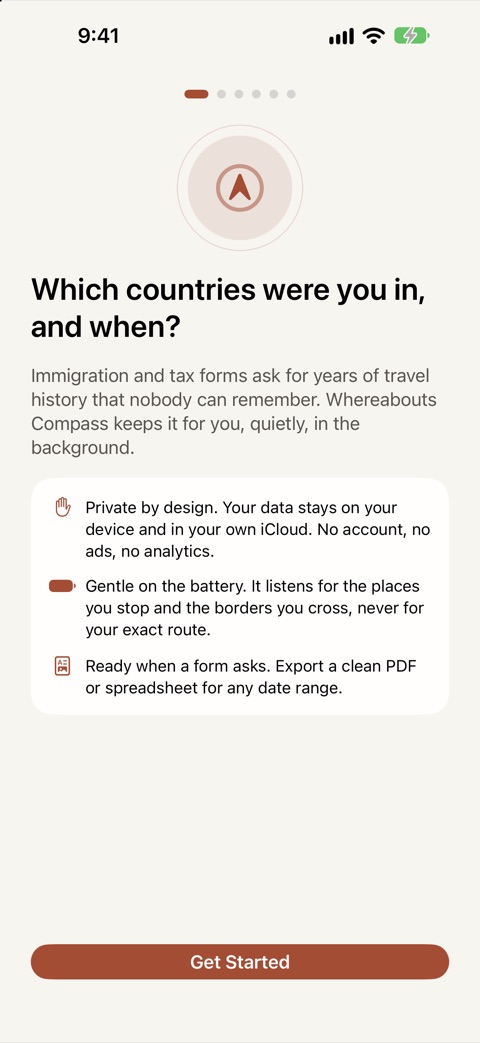 9:41
Which countries were you in,
and when?
Immigration and tax forms ask for years of travel
history that nobody can remember. Whereabouts
Compass keeps it for you, quietly, in the
background.
Private by design. Your data stays on your
device and in your own iCloud. No account, no
ads, no analytics.
Gentle on the battery. It listens for the places
you stop and the borders you cross, never for
your exact route.
Ready when a form asks. Export a clean PDF
or spreadsheet for any date range.
Get Started